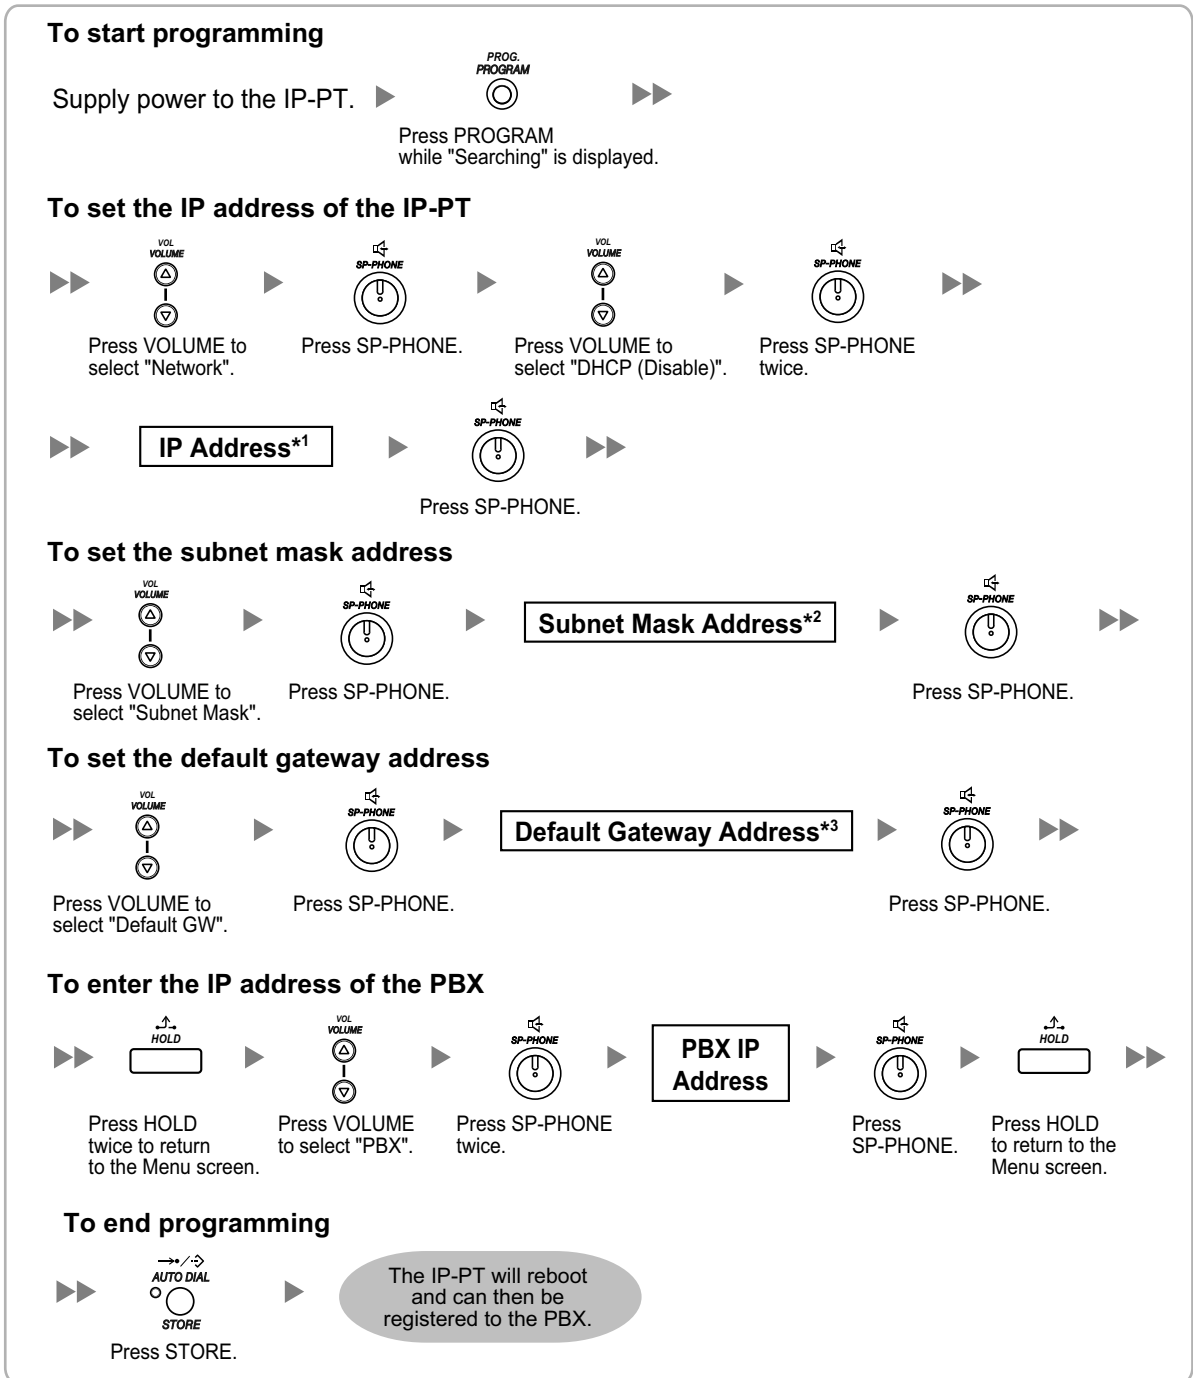 To start programming
Supply power to the IP-PT.
PROG.
PROGRAM
Press PROGRAM
while "Searching" is displayed.
To set the IP address of the IP-PT
VOL
VOLUME
Press VOLUME to
select "Network".
SP-PHONE
Press SP-PHONE.
VOL
VOLUME
Press VOLUME to
select "DHCP (Disable)".
SP-PHONE
Press SP-PHONE
twice.
IP Address*1
SP-PHONE
Press SP-PHONE.
To set the subnet mask address
VOL
VOLUME
Press VOLUME to
select "Subnet Mask".
SP-PHONE
Press SP-PHONE.
Subnet Mask Address*2
SP-PHONE
Press SP-PHONE.
To set the default gateway address
VOL
VOLUME
Press VOLUME to
select "Default GW".
SP-PHONE
Press SP-PHONE.
Default Gateway Address*3
SP-PHONE
Press SP-PHONE.
To enter the IP address of the PBX
HOLD
Press HOLD
twice to return
to the Menu screen.
VOL
VOLUME
Press VOLUME
to select "PBX".
SP-PHONE
Press SP-PHONE
twice.
PBX IP
Address
SP-PHONE
Press
SP-PHONE.
HOLD
Press HOLD
to return to the
Menu screen.
To end programming
AUTO DIAL
STORE
Press STORE.
The IP-PT will reboot
and can then be
registered to the PBX.